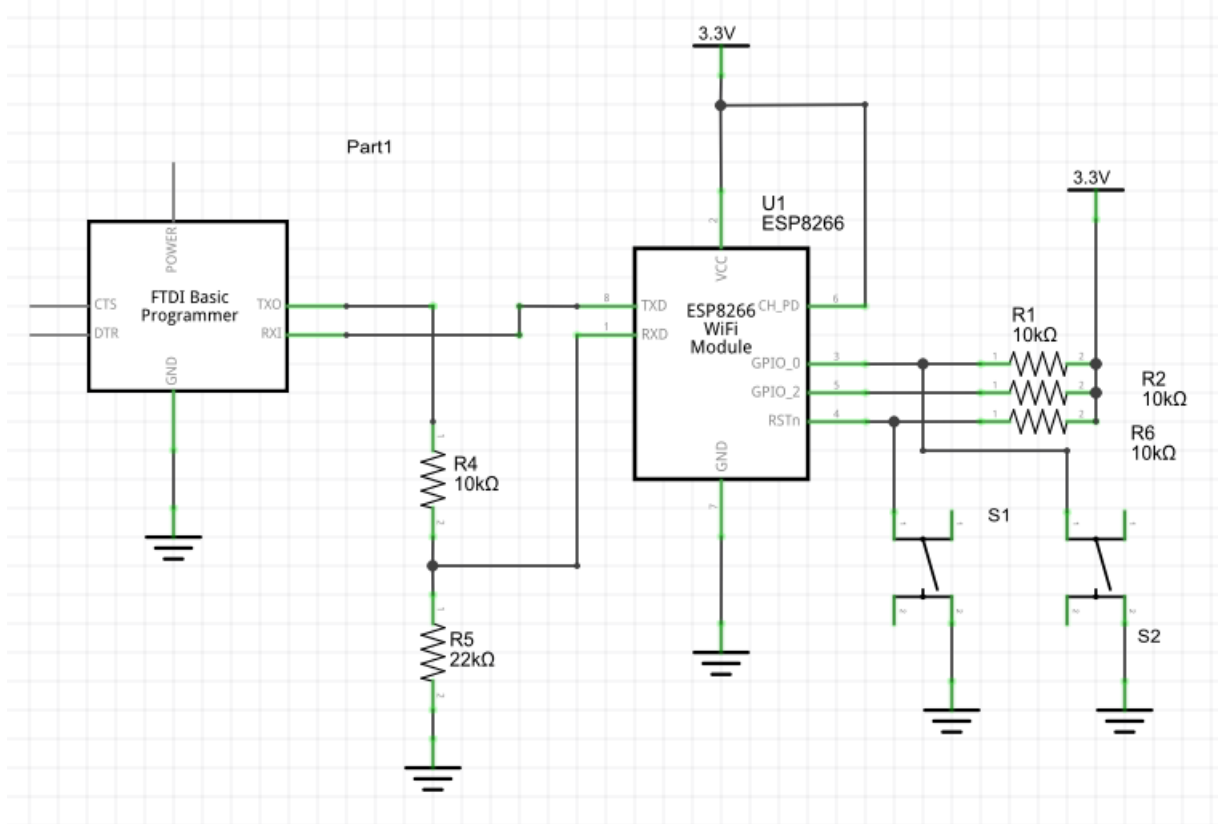 3.3V
Part1
3.3V
U1
ESP8266
2
POWER
VCC
FTDI Basic
Programmer
CTS
DTR
TXO
RXI
GND
8
1
TXD
RXD
ESP8266
WiFi
Module
CH_PD
GPIO_0
GPIO_2
RSTn
GND
6
3
5
4
7
R1
10kΩ
1
2
1
2
1
2
R2
10kΩ
R6
10kΩ
1
R4
10kΩ
2
1
R5
22kΩ
2
S1
1
1
2
2
S2
1
1
2
2